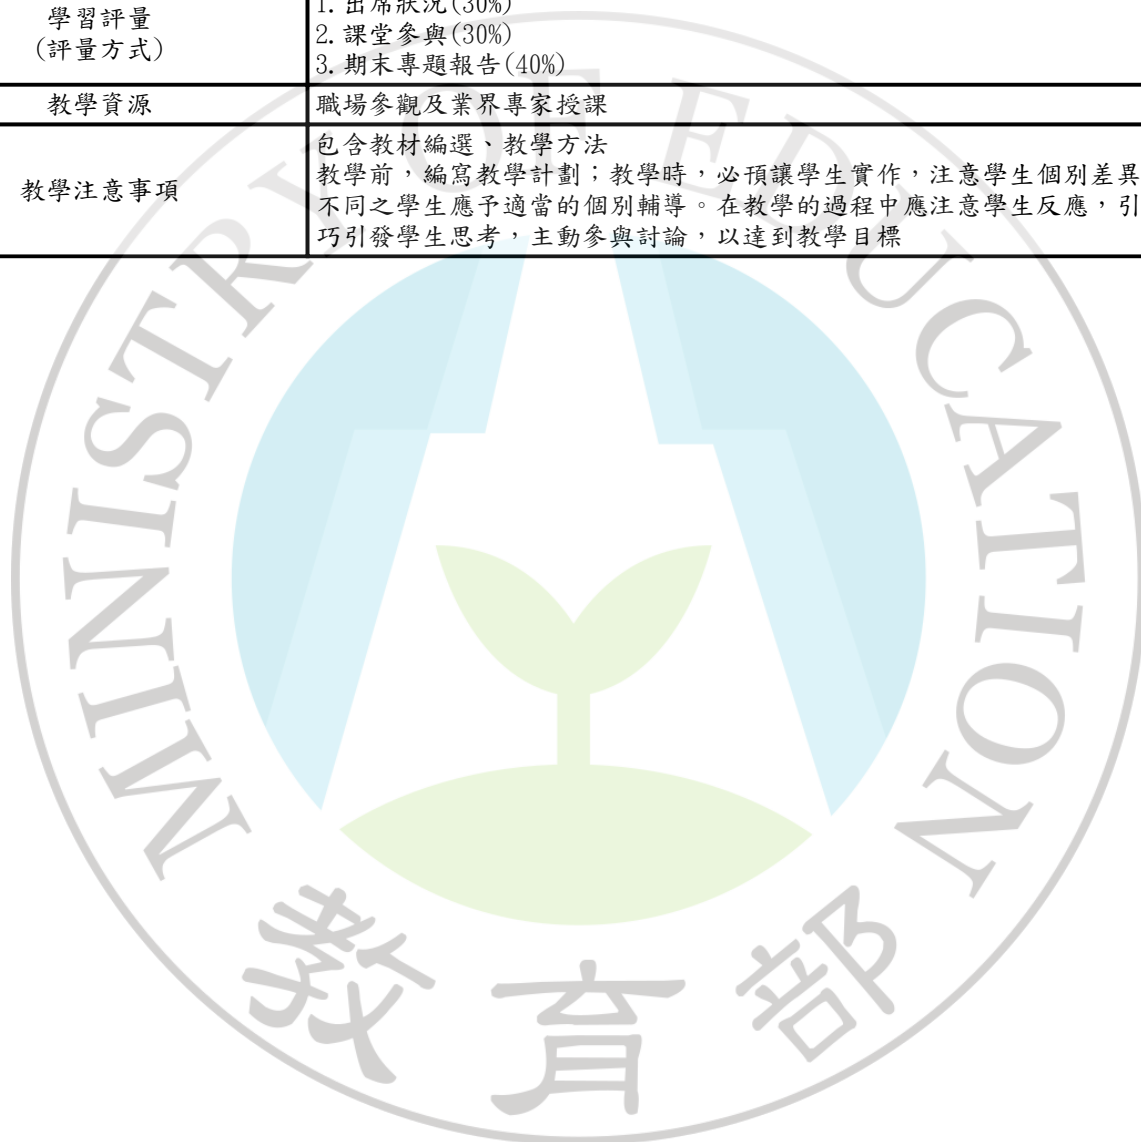 學習評量
(評量方式)
1. 出席狀況(30%)
2. 課堂參與(30%)
3. 期末專題報告(40%)
教學資源
職場參觀及業界專家授課
教學注意事項
包含教材編選、教學方法
教學前，編寫教學計劃；教學時，必預讓學生實作，注意學生個別差異
不同之學生應予適當的個別輔導。在教學的過程中應注意學生反應，引
巧引發學生思考，主動參與討論，以達到教學目標
MINISTRY OF EDUCATION
教育部